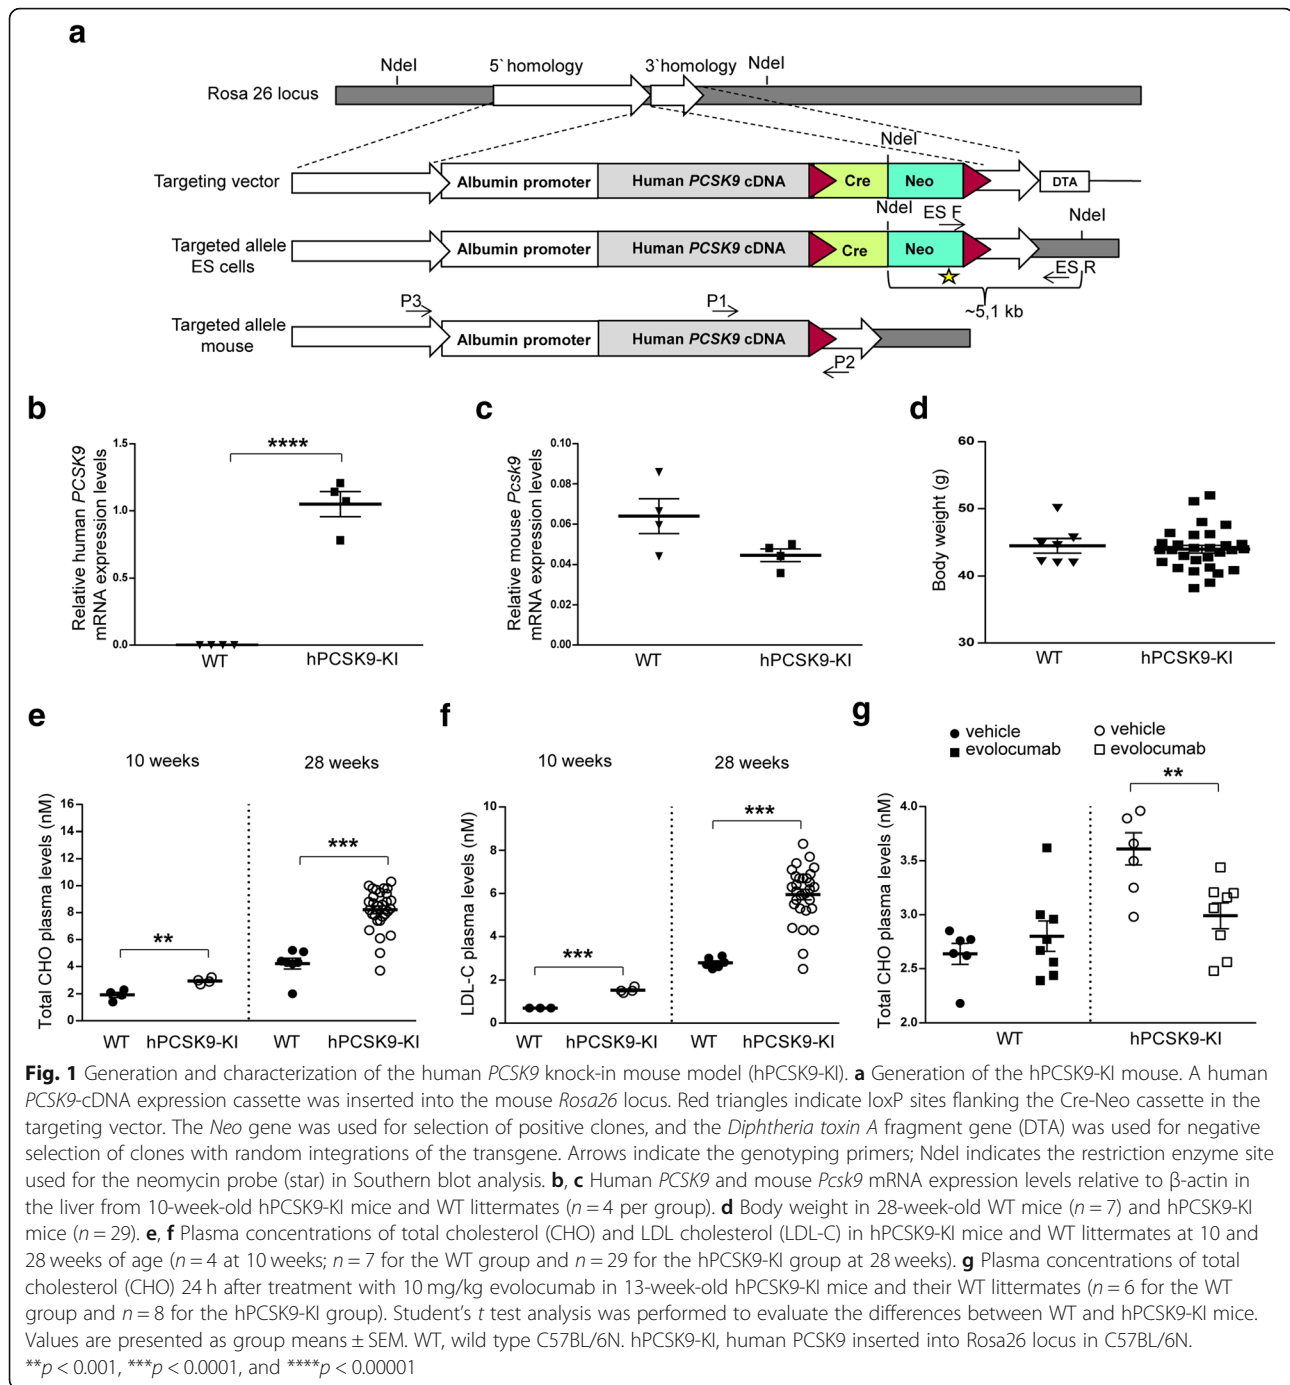 a
NdeI
5`homology
3`homology
NdeI
Rosa 26 locus
NdeI
Targeting vector
Albumin promoter
Human PCSK9 cDNA
Cre
Neo
DTA
NdeI
ES F
NdeI
Targeted allele
ES cells
Albumin promoter
Human PCSK9 cDNA
Cre
Neo
ES R
~5,1 kb
P3
P1
Targeted allele
mouse
Albumin promoter
Human PCSK9 cDNA
P2
b
Relative human PCSK9
mRNA expression levels
1.5
1.0
0.5
0.0
****
WT
hPCSK9-KI
c
Relative mouse Pcsk9
mRNA expression levels
0.10
0.08
0.06
0.04
0.02
0.00
WT
hPCSK9-KI
d
Body weight (g)
60
50
40
30
WT
hPCSK9-KI
e
10 weeks
28 weeks
Total CHO plasma levels (nM)
16
14
12
10
8
6
4
2
0
**
***
WT
hPCSK9-KI
WT
hPCSK9-KI
f
10 weeks
28 weeks
LDL-C plasma levels (nM)
10
8
6
4
2
0
***
***
WT
hPCSK9-KI
WT
hPCSK9-KI
g
vehicle
evolocumab
vehicle
evolocumab
Total CHO plasma levels (nM)
4.0
3.5
3.0
2.5
2.0
**
WT
hPCSK9-KI
Fig. 1 Generation and characterization of the human PCSK9 knock-in mouse model (hPCSK9-KI). a Generation of the hPCSK9-KI mouse. A human
PCSK9-cDNA expression cassette was inserted into the mouse Rosa26 locus. Red triangles indicate loxP sites flanking the Cre-Neo cassette in the
targeting vector. The Neo gene was used for selection of positive clones, and the Diphtheria toxin A fragment gene (DTA) was used for negative
selection of clones with random integrations of the transgene. Arrows indicate the genotyping primers; NdeI indicates the restriction enzyme site
used for the neomycin probe (star) in Southern blot analysis. b, c Human PCSK9 and mouse Pcsk9 mRNA expression levels relative to β-actin in
the liver from 10-week-old hPCSK9-KI mice and WT littermates (n = 4 per group). d Body weight in 28-week-old WT mice (n = 7) and hPCSK9-KI
mice (n = 29). e, f Plasma concentrations of total cholesterol (CHO) and LDL cholesterol (LDL-C) in hPCSK9-KI mice and WT littermates at 10 and
28 weeks of age (n = 4 at 10 weeks; n = 7 for the WT group and n = 29 for the hPCSK9-KI group at 28 weeks). g Plasma concentrations of total
cholesterol (CHO) 24 h after treatment with 10 mg/kg evolocumab in 13-week-old hPCSK9-KI mice and their WT littermates (n = 6 for the WT
group and n = 8 for the hPCSK9-KI group). Student's t test analysis was performed to evaluate the differences between WT and hPCSK9-KI mice.
Values are presented as group means ± SEM. WT, wild type C57BL/6N. hPCSK9-KI, human PCSK9 inserted into Rosa26 locus in C57BL/6N.
**p < 0.001, ***p < 0.0001, and ****p < 0.00001